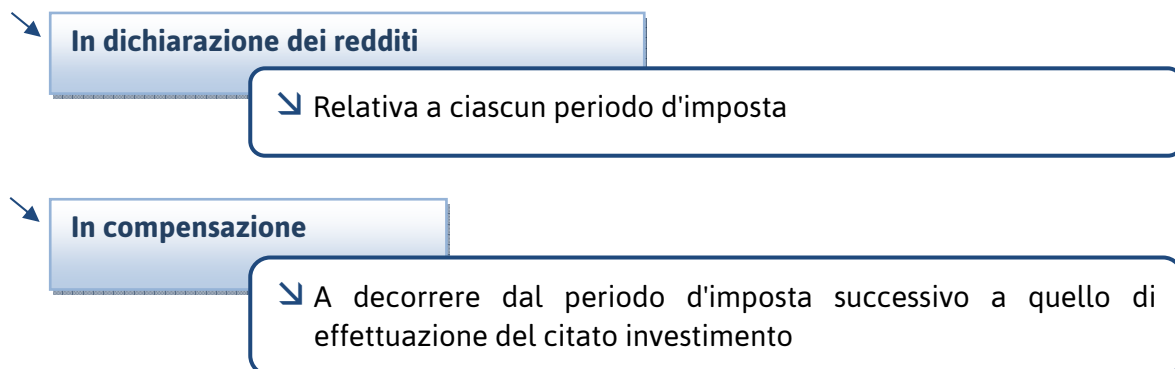 In dichiarazione dei redditi
Relativa a ciascun periodo d'imposta
In compensazione
A decorrere dal periodo d'imposta successivo a quello di
effettuazione del citato investimento